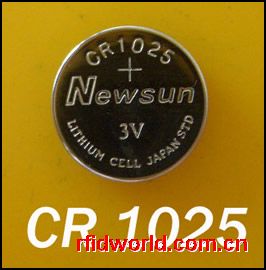 CR1025
+
Newsun
3V
LITHIUM CELL JAPAN STD
CR 1025
rfidworld.com.cn